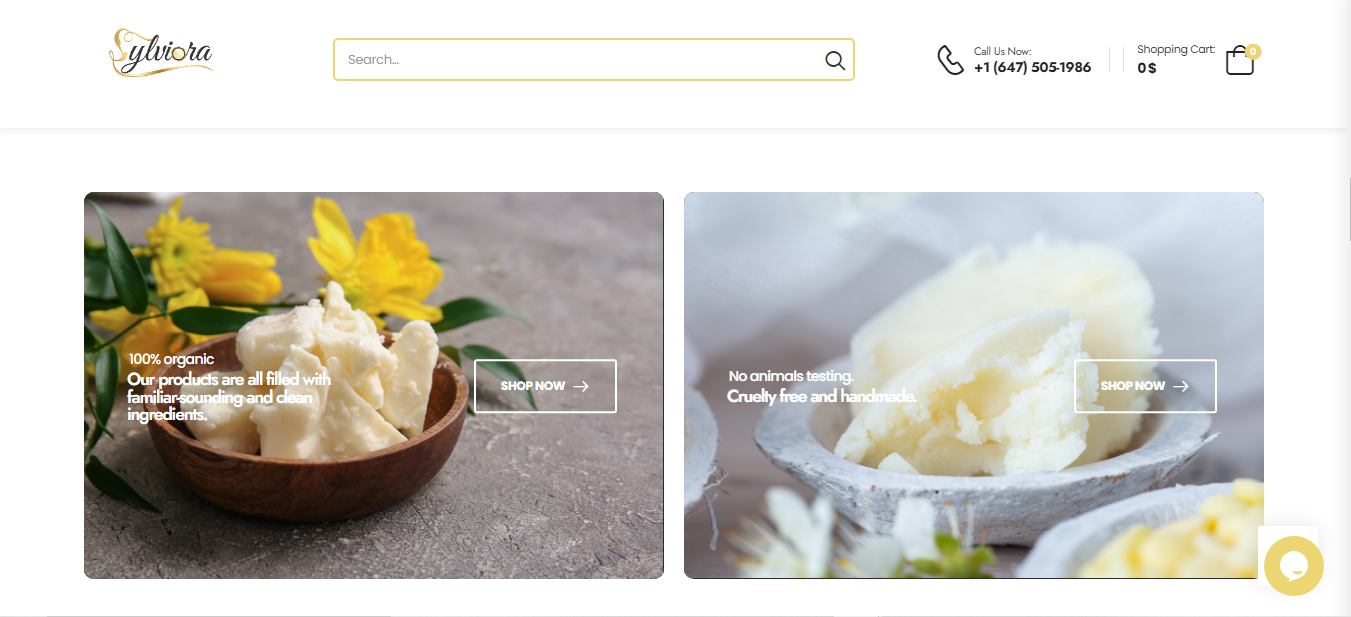 Sylviora
Search...
Call Us Now:
+1 (647) 505-1986
Shopping Cart:
0 $
0
100% organic
Our products are all filled with
familiar-sounding and clean
ingredients.
SHOP NOW
No animals testing.
Cruelty free and handmade.
SHOP NOW